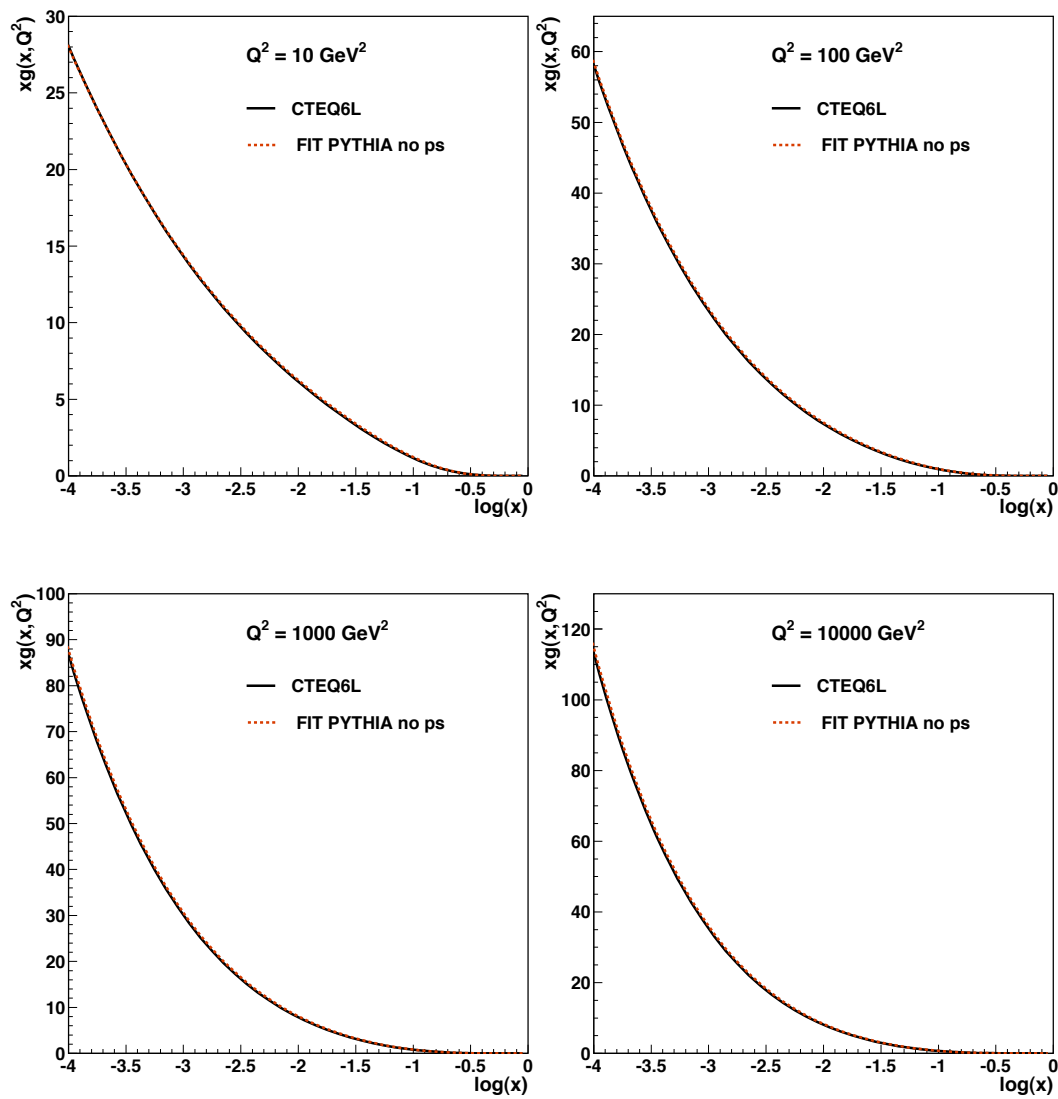 xg(x,Q²)
30
25
20
15
10
5
0
Q² = 10 GeV²
CTEQ6L
FIT PYTHIA no ps
-4 -3.5 -3 -2.5 -2 -1.5 -1 -0.5 0
log(x)
xg(x,Q²)
60
50
40
30
20
10
0
Q² = 100 GeV²
CTEQ6L
FIT PYTHIA no ps
-4 -3.5 -3 -2.5 -2 -1.5 -1 -0.5 0
log(x)
xg(x,Q²)
100
90
80
70
60
50
40
30
20
10
0
Q² = 1000 GeV²
CTEQ6L
FIT PYTHIA no ps
-4 -3.5 -3 -2.5 -2 -1.5 -1 -0.5 0
log(x)
xg(x,Q²)
120
100
80
60
40
20
0
Q² = 10000 GeV²
CTEQ6L
FIT PYTHIA no ps
-4 -3.5 -3 -2.5 -2 -1.5 -1 -0.5 0
log(x)